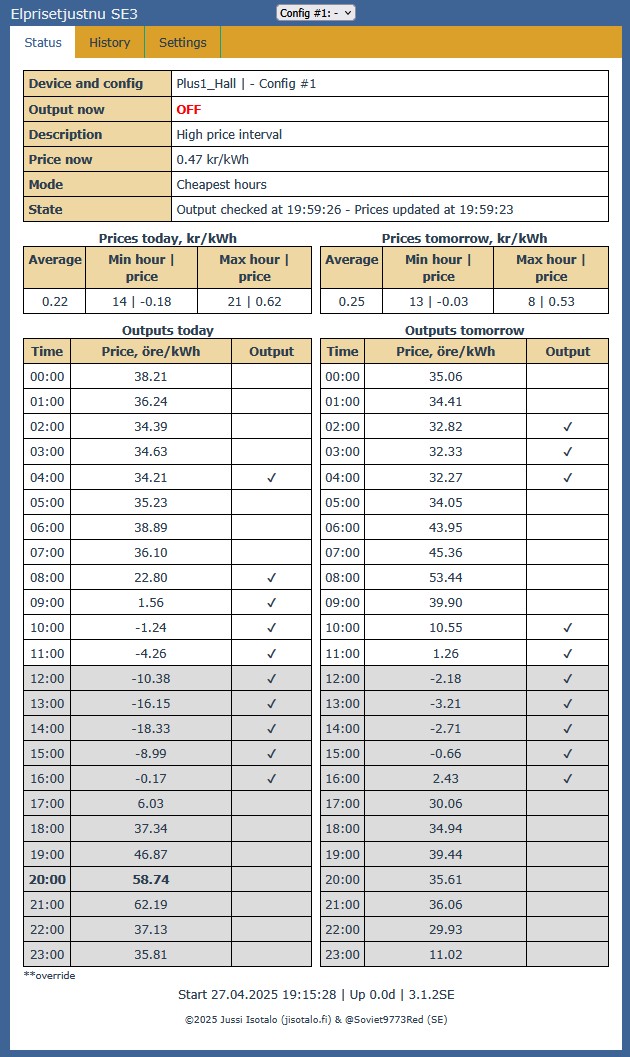 Elprisetjustnu SE3
Config #1: -
Status History Settings
Device and config Plus1_Hall | - Config #1
Output now OFF
Description High price interval
Price now 0.47 kr/kWh
Mode Cheapest hours
State Output checked at 19:59:26 - Prices updated at 19:59:23
Prices today, kr/kWh Prices tomorrow, kr/kWh
Average Min hour | price Max hour | price Average Min hour | price Max hour | price
0.22 14 | -0.18 21 | 0.62 0.25 13 | -0.03 8 | 0.53
Outputs today Outputs tomorrow
Time Price, öre/kWh Output Time Price, öre/kWh Output
00:00 38.21 00:00 35.06
01:00 36.24 01:00 34.41
02:00 34.39 02:00 32.82 ✓
03:00 34.63 03:00 32.33 ✓
04:00 34.21 ✓ 04:00 32.27 ✓
05:00 35.23 05:00 34.05
06:00 38.89 06:00 43.95
07:00 36.10 07:00 45.36
08:00 22.80 ✓ 08:00 53.44
09:00 1.56 ✓ 09:00 39.90
10:00 -1.24 ✓ 10:00 10.55 ✓
11:00 -4.26 ✓ 11:00 1.26 ✓
12:00 -10.38 ✓ 12:00 -2.18 ✓
13:00 -16.15 ✓ 13:00 -3.21 ✓
14:00 -18.33 ✓ 14:00 -2.71 ✓
15:00 -8.99 ✓ 15:00 -0.66 ✓
16:00 -0.17 ✓ 16:00 2.43 ✓
17:00 6.03 17:00 30.06
18:00 37.34 18:00 34.94
19:00 46.87 19:00 39.44
20:00 58.74 20:00 35.61
21:00 62.19 21:00 36.06
22:00 37.13 22:00 29.93
23:00 35.81 23:00 11.02
**override
Start 27.04.2025 19:15:28 | Up 0.0d | 3.1.2SE
©2025 Jussi Isotalo (jisotalo.fi) & @Soviet9773Red (SE)